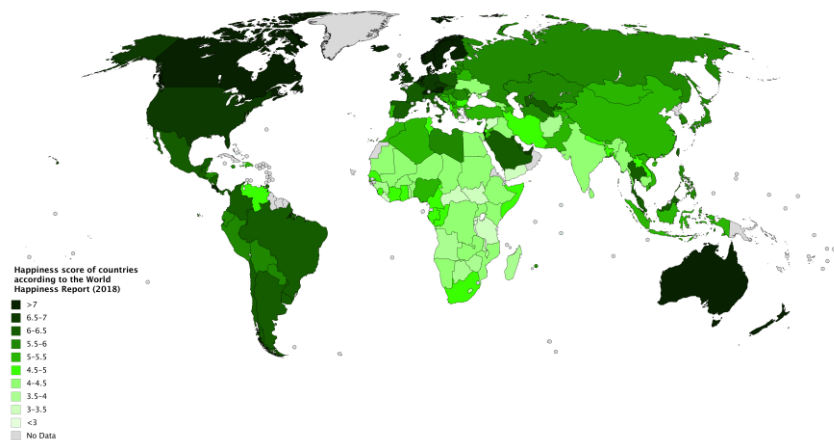 Happiness score of countries
according to the World
Happiness Report (2018)
>7
6.5-7
6-6.5
5.5-6
5-5.5
4.5-5
4-4.5
3.5-4
3-3.5
<3
No Data